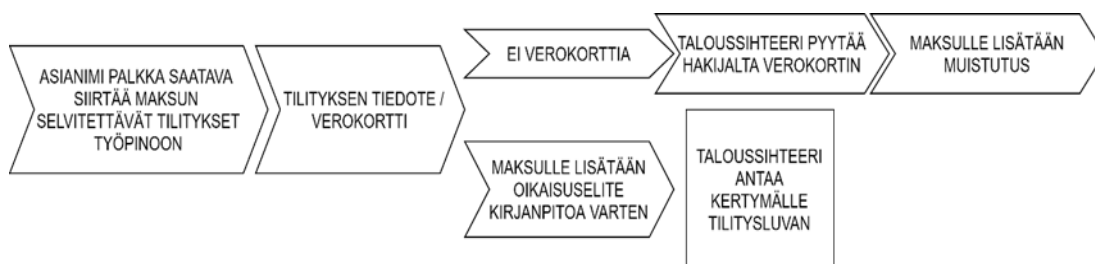 ASIANIMI PALKKA SAATAVA
SIIRTÄÄ MAKSUN
SELVITETTÄVÄT TILITYKSET
TYÖPINOON
TILITYKSEN TIEDOTE /
VEROKORTTI
EI VEROKORTTIA
TALOUSSIHTEERI PYYTÄÄ
HAKIJALTA VEROKORTIN
MAKSULLE LISÄTÄÄN
MUISTUTUS
MAKSULLE LISÄTÄÄN
OIKAISUSELITE
KIRJANPITOA VARTEN
TALOUSSIHTEERI
ANTAA
KERTYMÄLLE
TILITYSLUVAN